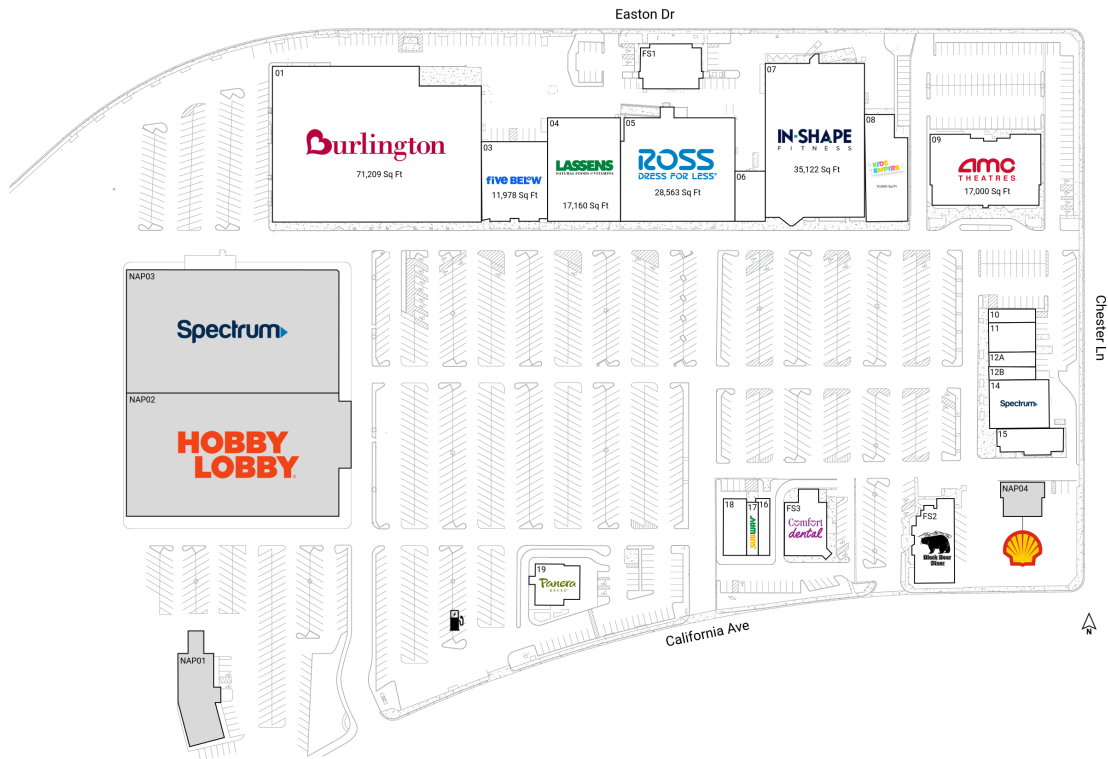 Easton Dr
01
Burlington
71,209 Sq Ft
03
five BELOW
11,978 Sq Ft
04
LASSENS
NATURAL FOODS & VITAMINS
17,160 Sq Ft
05
ROSS
DRESS FOR LESS
28,563 Sq Ft
06
FS1
07
IN-SHAPE
FITNESS
35,122 Sq Ft
08
KIDS
EMPIRE
09
AMC
THEATRES
17,000 Sq Ft
Chester Ln
NAP03
Spectrum
NAP02
HOBBY
LOBBY
10
11
12A
12B
14
Spectrum
15
18
17
SUBWAY
16
FS3
Comfort
dental
FS2
Black Bear
Diner
NAP04
19
Panera
BREAD
California Ave
N
NAP01